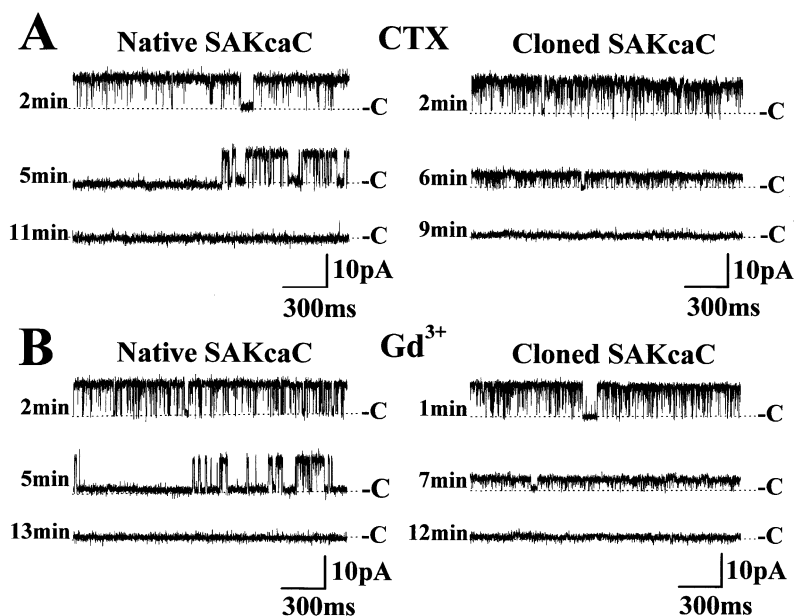 A
Native SAKcaC
CTX
Cloned SAKcaC
2min
-C
2min
-C
5min
-C
6min
-C
11min
-C
9min
-C
10pA
300ms
10pA
300ms
B
Native SAKcaC
Gd³⁺
Cloned SAKcaC
2min
-C
1min
-C
5min
-C
7min
-C
13min
-C
12min
-C
10pA
300ms
10pA
300ms